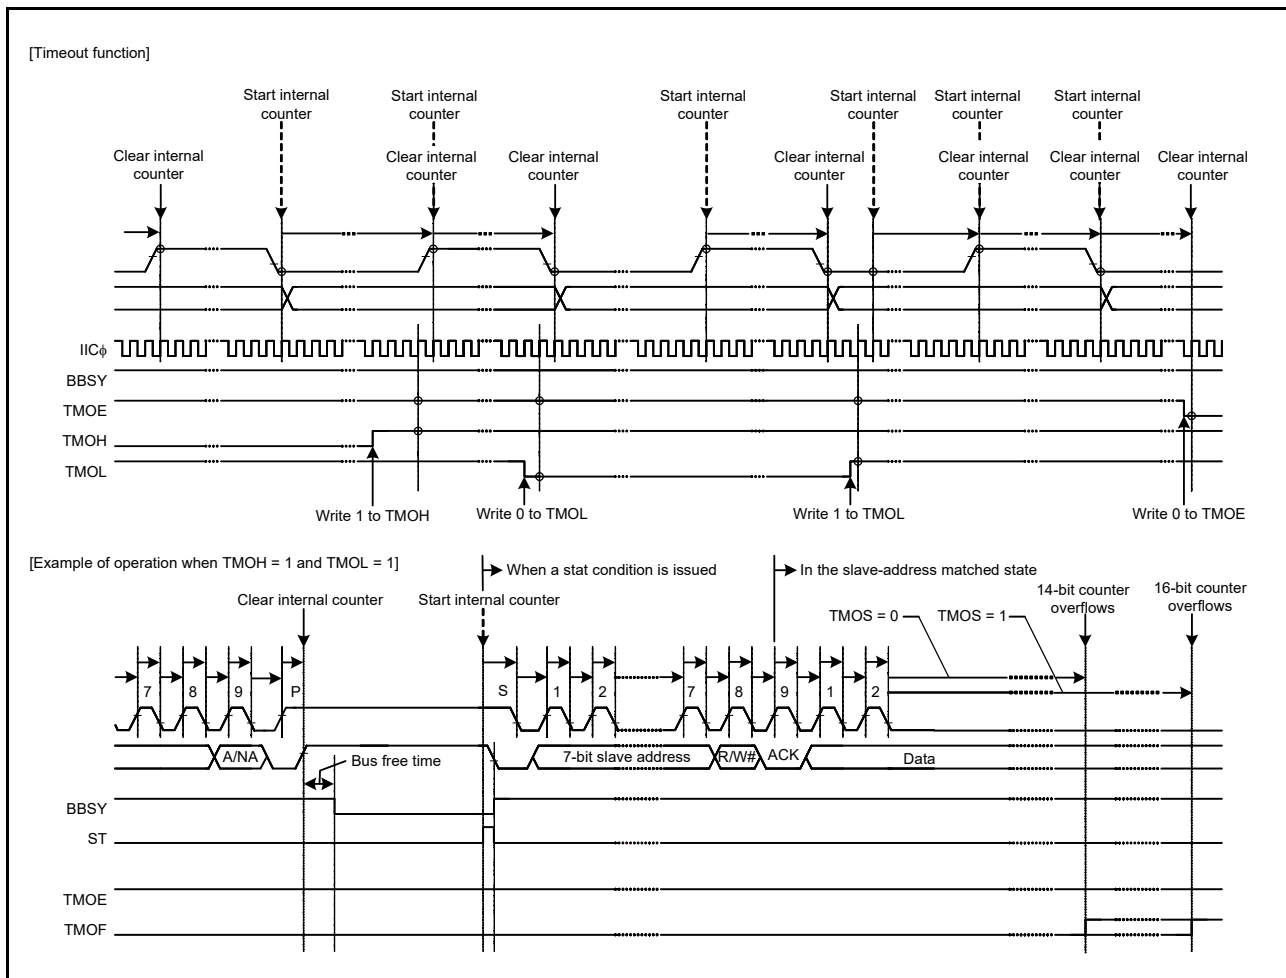 [Timeout function]
Start internal counter
Start internal counter
Start internal counter
Start internal counter
Start internal counter
Start internal counter
Clear internal counter
Clear internal counter
Clear internal counter
Clear internal counter
Clear internal counter
Clear internal counter
Clear internal counter
IICϕ
BBSY
TMOE
TMOH
TMOL
Write 1 to TMOH
Write 0 to TMOL
Write 1 to TMOL
Write 0 to TMOE
[Example of operation when TMOH = 1 and TMOL = 1]
When a stat condition is issued
In the slave-address matched state
Clear internal counter
Start internal counter
TMOS = 0
TMOS = 1
14-bit counter overflows
16-bit counter overflows
7 8 9 P S 1 2 7 8 9 1 2
A/NA
Bus free time
7-bit slave address
R/W#
ACK
Data
BBSY
ST
TMOE
TMOF